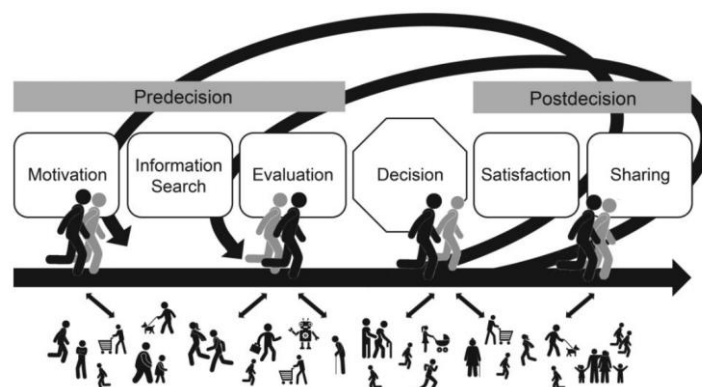 Predecision
Postdecision
Motivation
Information
Search
Evaluation
Decision
Satisfaction
Sharing